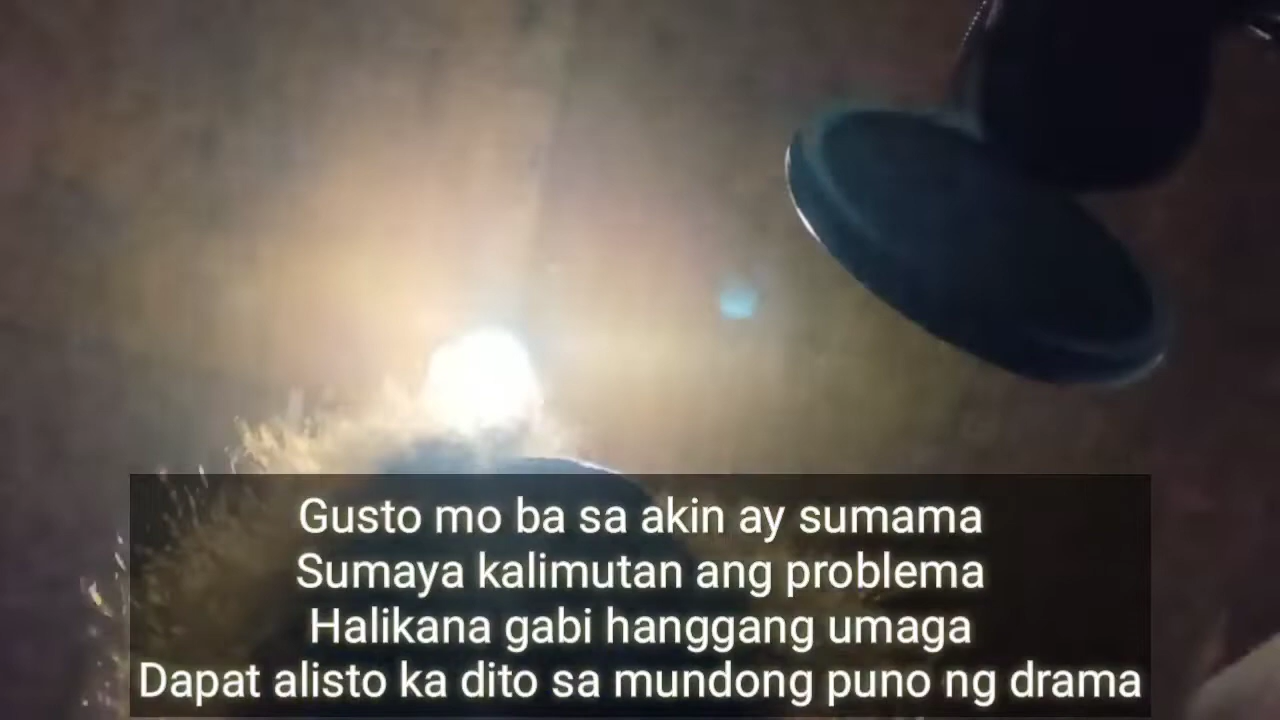 Gusto mo ba sa akin ay sumama
Sumaya kalimutan ang problema
Halikana gabi hanggang umaga
Dapat alisto ka dito sa mundong puno ng drama